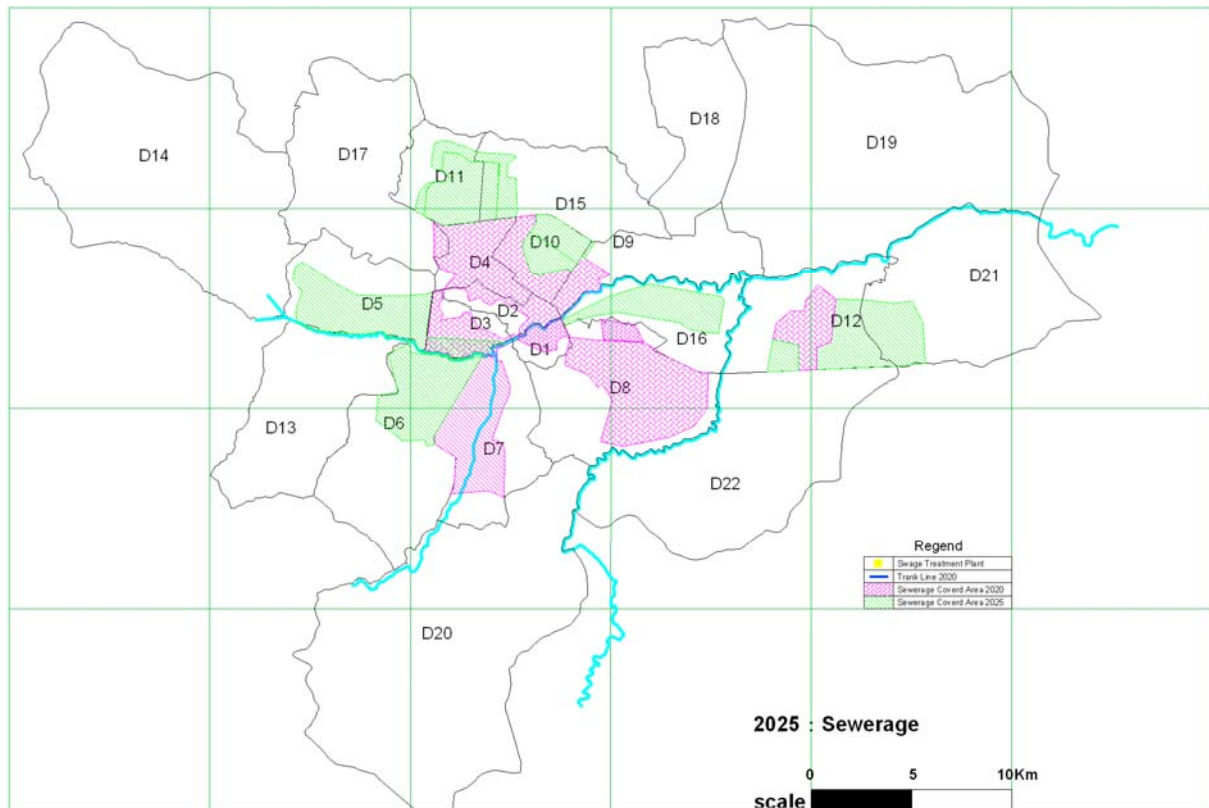 D18
D19
D14
D17
D11
D15
D10
D9
D4
D21
D5
D2
D3
D12
D16
D1
D8
D6
D13
D7
D22
Regend
Swage Treatment Plant
Trank Line 2020
Sewerage Coverd Area 2020
Sewerage Coverd Area 2025
D20
2025 : Sewerage
0 5 10Km
scale